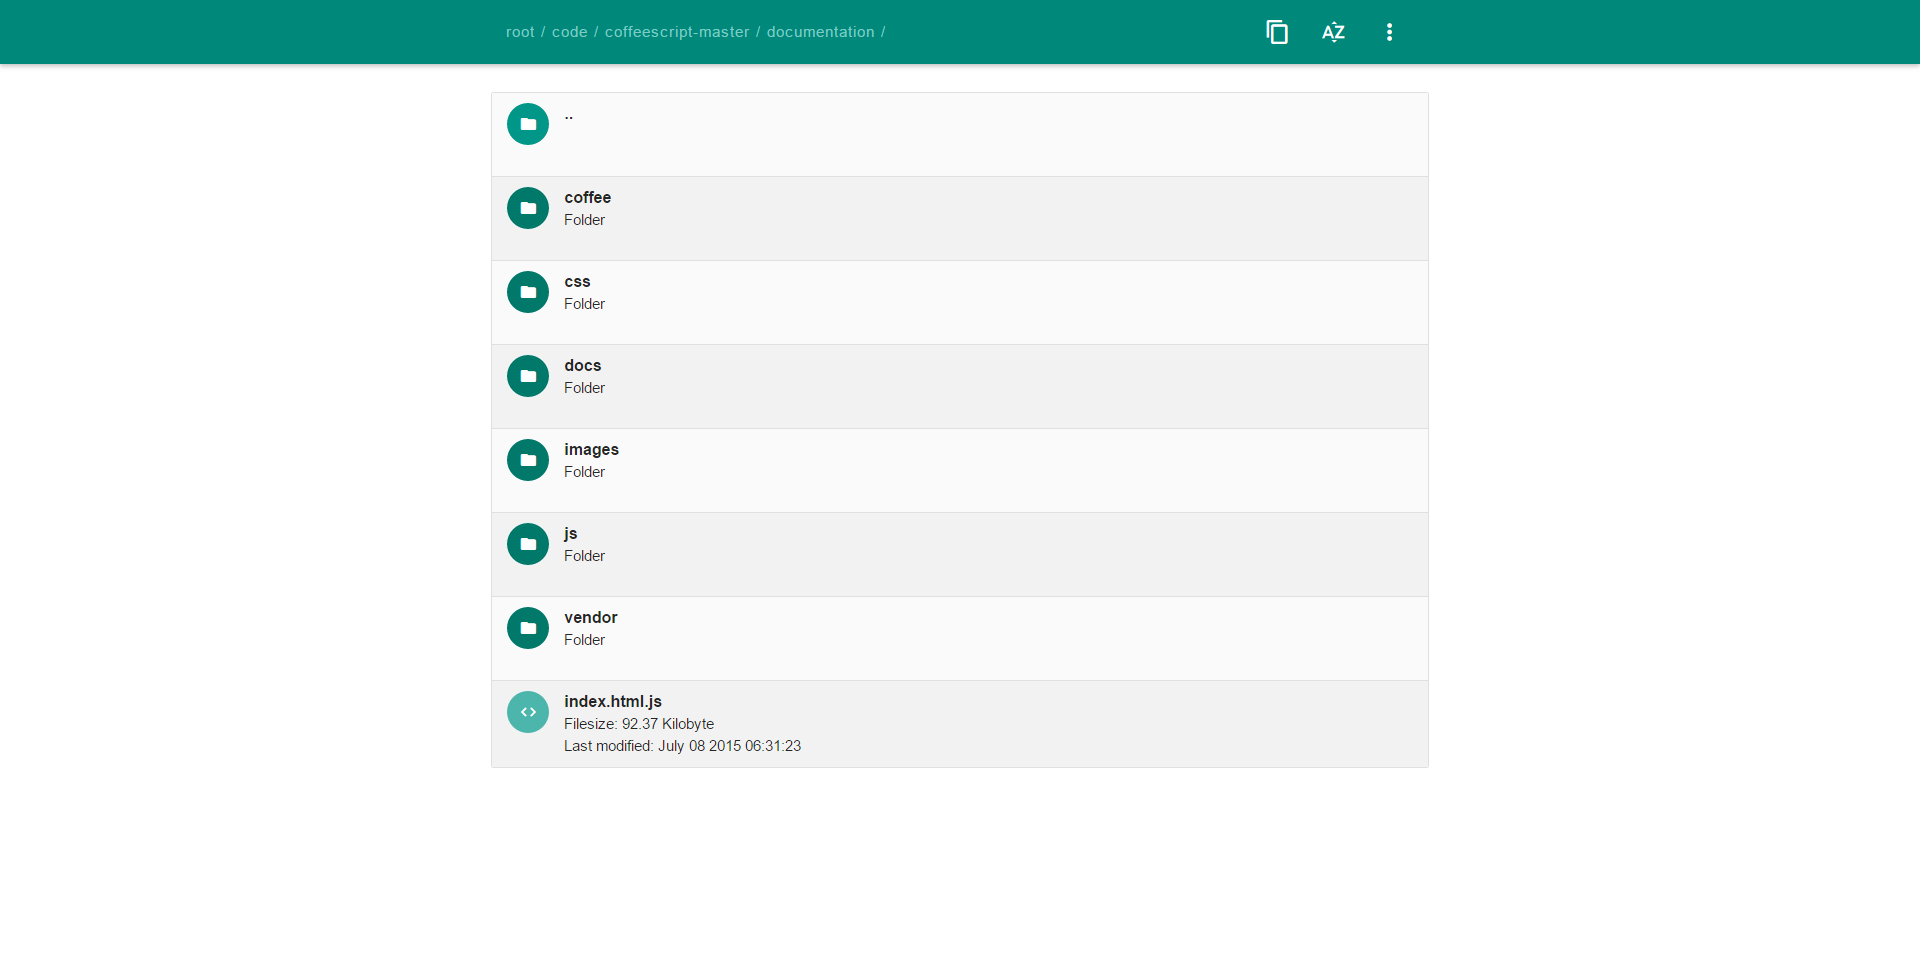 root / code / coffeescript-master / documentation /
AZ
..
coffee
Folder
css
Folder
docs
Folder
images
Folder
js
Folder
vendor
Folder
index.html.js
Filesize: 92.37 Kilobyte
Last modified: July 08 2015 06:31:23